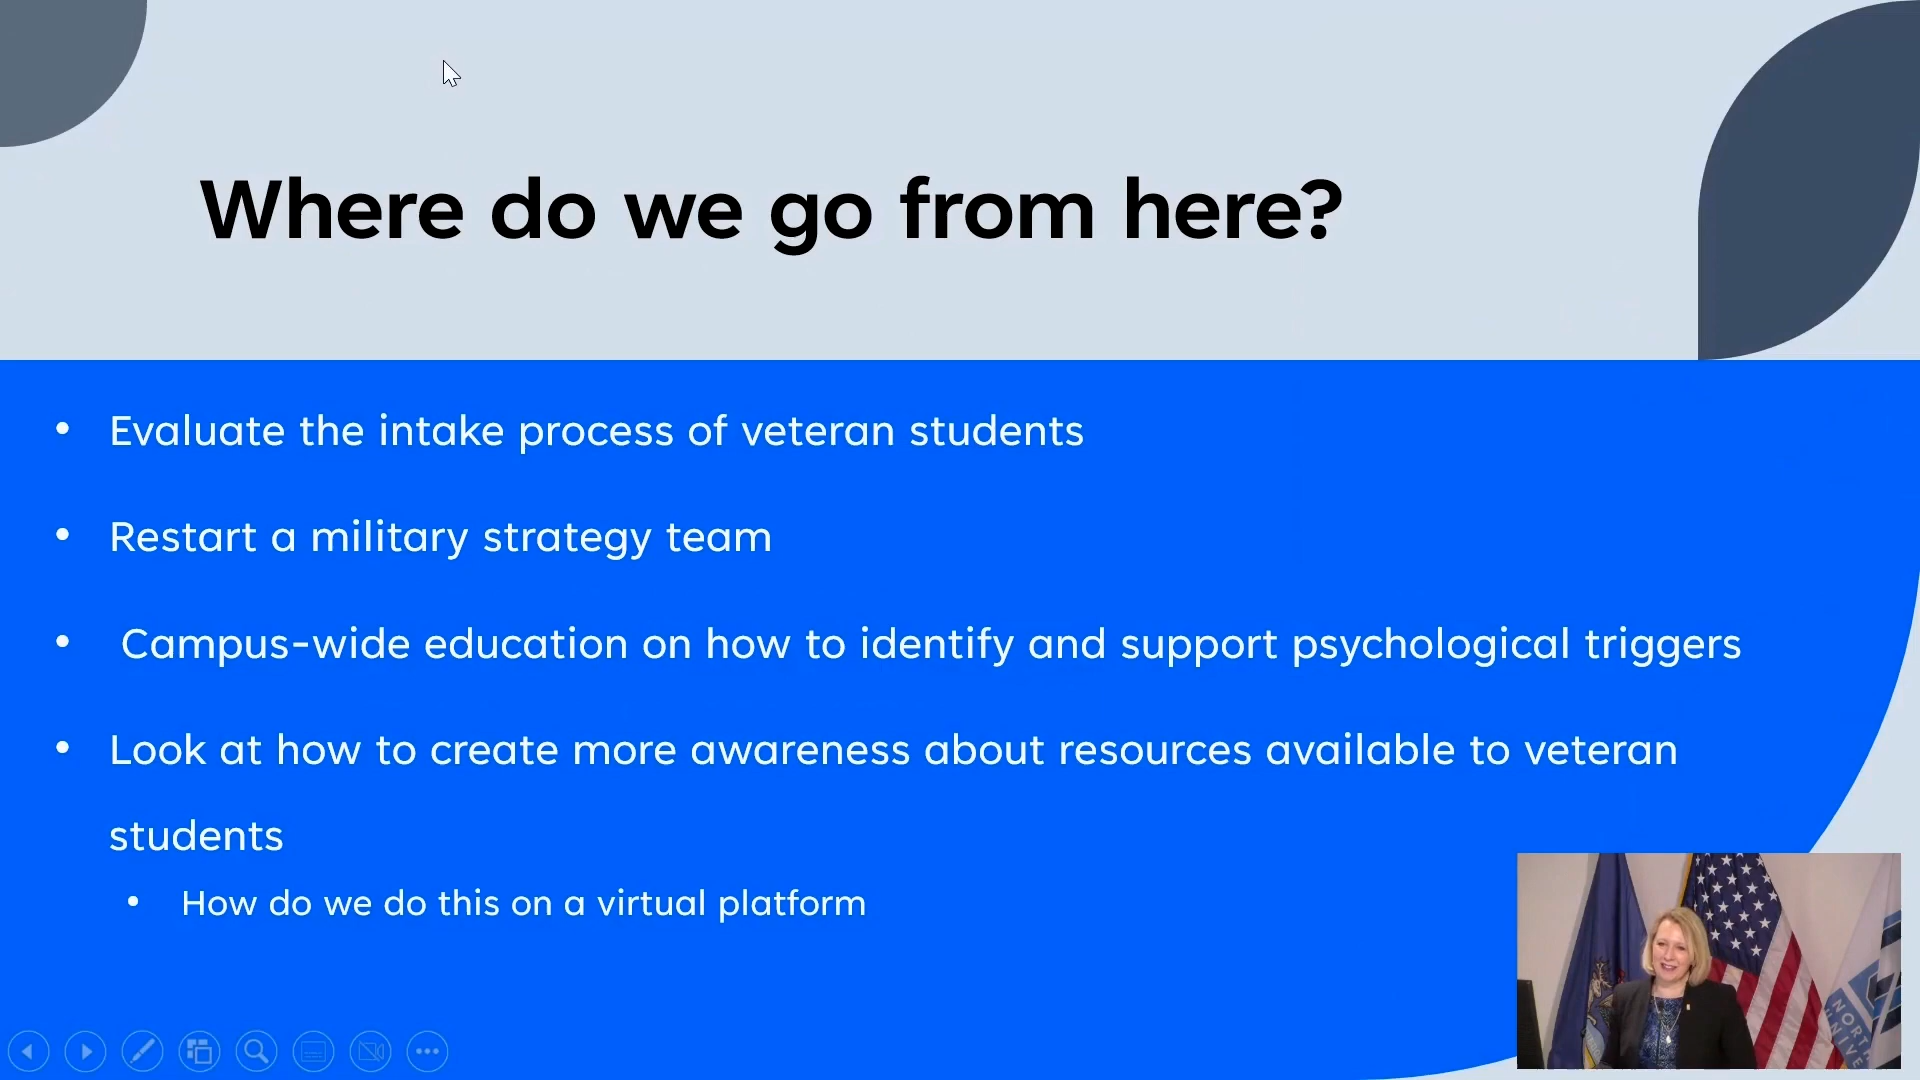 Where do we go from here?
• Evaluate the intake process of veteran students
• Restart a military strategy team
• Campus-wide education on how to identify and support psychological triggers
• Look at how to create more awareness about resources available to veteran
students
• How do we do this on a virtual platform